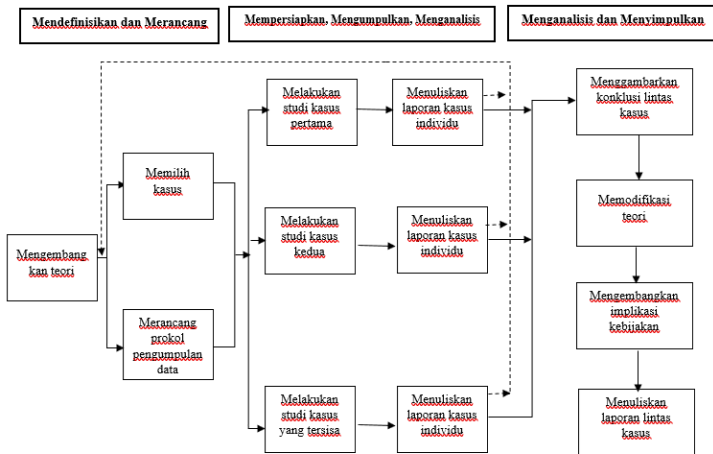 Mendefinisikan dan Merancang
Mempersiapkan, Mengumpulkan, Menganalisis
Menganalisis dan Menyimpulkan
Mengembang
kan teori
Memilih
kasus
Merancang
prokol
pengumpulan
data
Melakukan
studi kasus
pertama
Menuliskan
laporan kasus
individu
Melakukan
studi kasus
kedua
Menuliskan
laporan kasus
individu
Melakukan
studi kasus
yang tersisa
Menuliskan
laporan kasus
individu
Menggambarkan
konklusi lintas
kasus
Memodifikasi
teori
Mengembangkan
implikasi
kebijakan
Menuliskan
laporan lintas
kasus